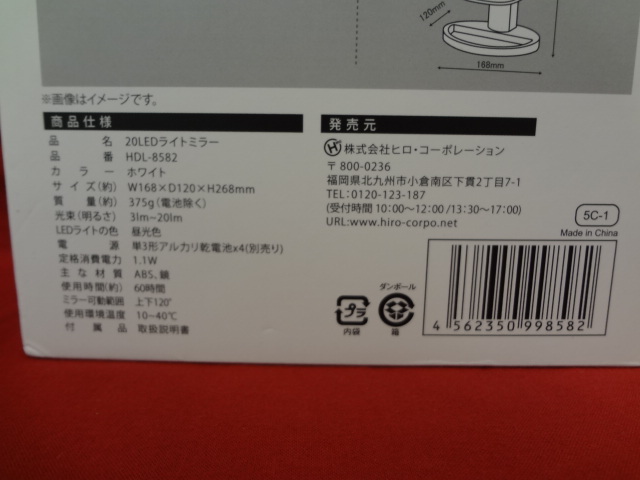 120mm
168mm
※画像はイメージです。
商品仕様
品 名 20LEDライトミラー
品 番 HDL-8582
カラー ホワイト
サイズ(約) W168×D120×H268mm
質量(約) 375g(電池除く)
光束(明るさ) 3lm~20lm
LEDライトの色 昼光色
電 源 単3形アルカリ乾電池x4(別売り)
定格消費電力 1.1W
主な材質 ABS、鏡
使用時間(約) 60時間
ミラー可動範囲 上下120°
使用環境温度 10~40℃
付属品 取扱説明書
発売元
株式会社ヒロ・コーポレーション
〒800-0236
福岡県北九州市小倉南区下貫2丁目7-1
TEL:0120-123-187
(受付時間 10:00~12:00/13:30~17:00)
URL:www.hiro-corpo.net
5C-1
Made in China
プラ
内袋
ダンボール
箱
4 562350 998582